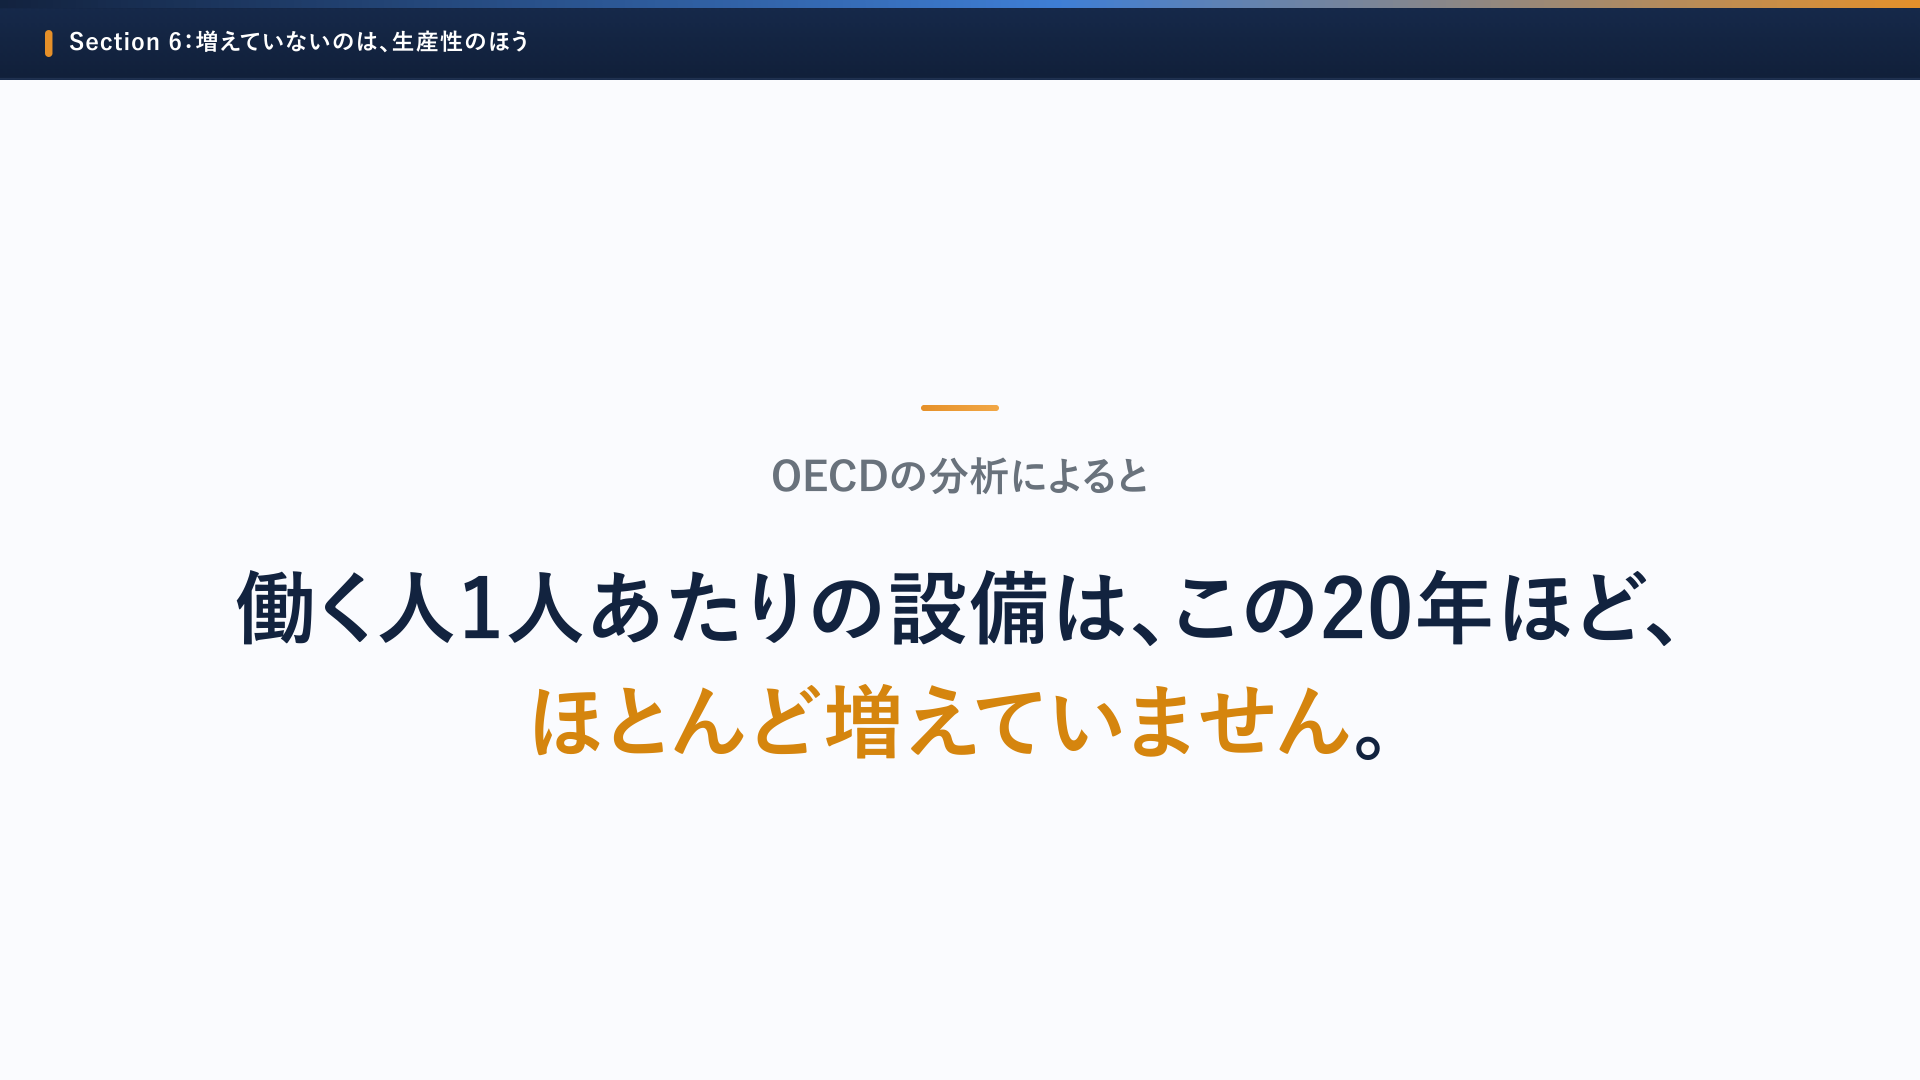 Section 6：増えていないのは、生産性のほう
OECDの分析によると
働く人1人あたりの設備は、この20年ほど、
ほとんど増えていません。